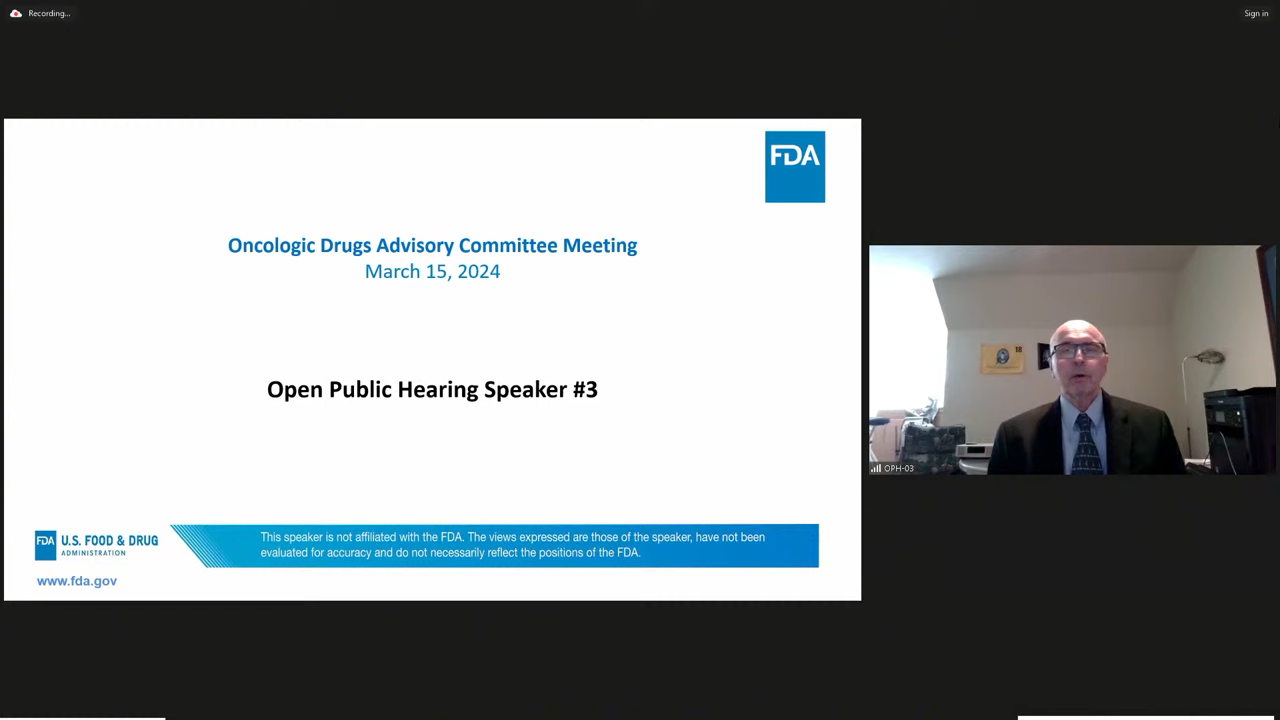 Recording...
Sign in
FDA
Oncologic Drugs Advisory Committee Meeting
March 15, 2024
Open Public Hearing Speaker #3
FDA
U.S. FOOD & DRUG
ADMINISTRATION
This speaker is not affiliated with the FDA. The views expressed are those of the speaker, have not been
evaluated for accuracy and do not necessarily reflect the positions of the FDA.
www.fda.gov
OPH-03